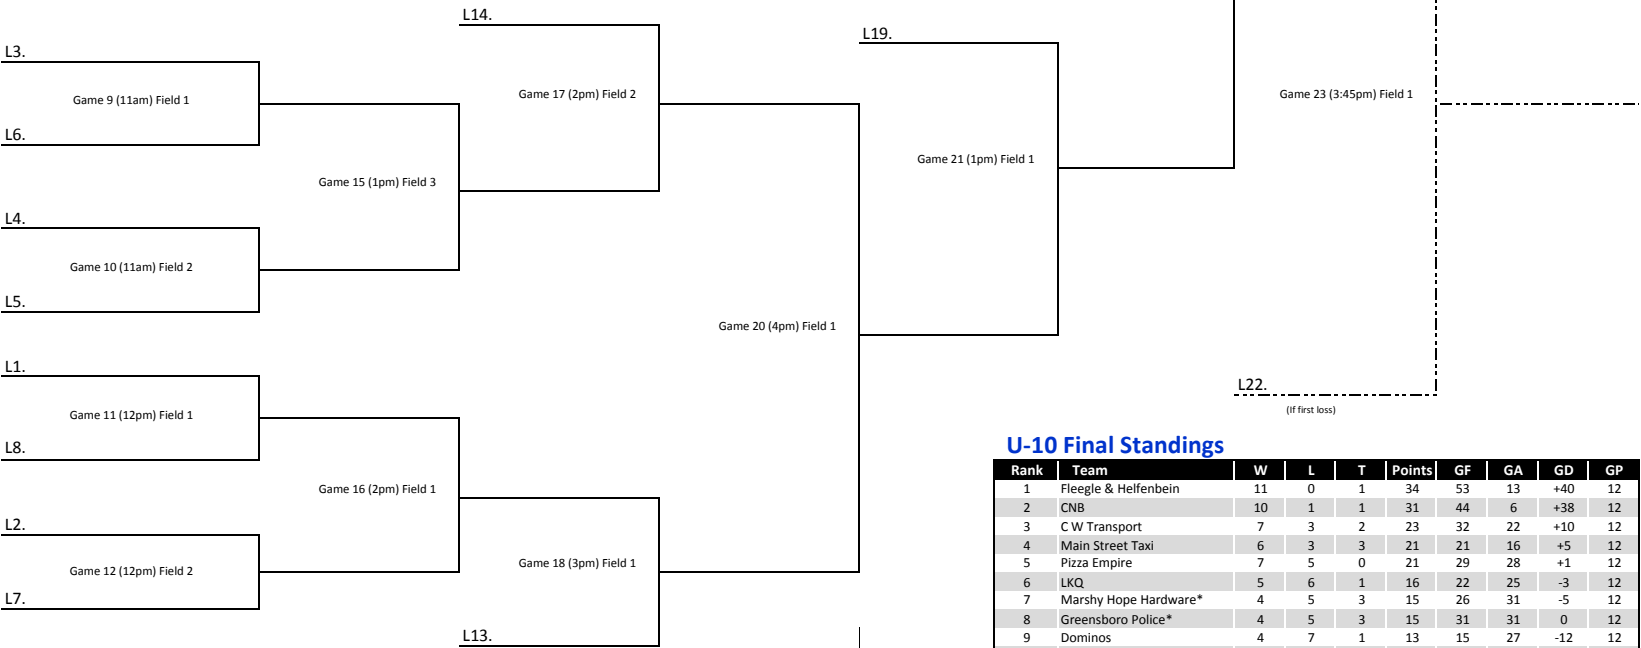 L14.
L19.
L3.
Game 9 (11am) Field 1
Game 17 (2pm) Field 2
Game 23 (3:45pm) Field 1
L6.
Game 21 (1pm) Field 1
Game 15 (1pm) Field 3
L4.
Game 10 (11am) Field 2
L5.
Game 20 (4pm) Field 1
L1.
L22.
(If first loss)
Game 11 (12pm) Field 1
L8.
Game 16 (2pm) Field 1
L2.
Game 12 (12pm) Field 2
Game 18 (3pm) Field 1
L7.
L13.
U-10 Final Standings
Rank Team W L T Points GF GA GD GP
1 Fleegle & Helfenbein 11 0 1 34 53 13 +40 12
2 CNB 10 1 1 31 44 6 +38 12
3 C W Transport 7 3 2 23 32 22 +10 12
4 Main Street Taxi 6 3 3 21 21 16 +5 12
5 Pizza Empire 7 5 0 21 29 28 +1 12
6 LKQ 5 6 1 16 22 25 -3 12
7 Marshy Hope Hardware* 4 5 3 15 26 31 -5 12
8 Greensboro Police* 4 5 3 15 31 31 0 12
9 Dominos 4 7 1 13 15 27 -12 12